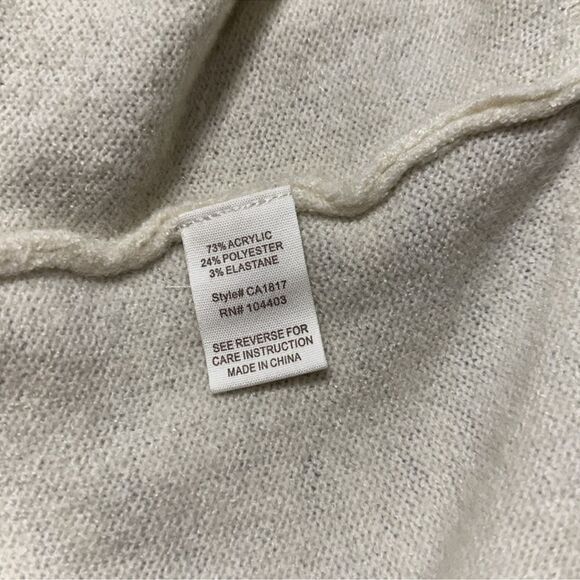 73% ACRYLIC
24% POLYESTER
3% ELASTANE
Style# CA1817
RN# 104403
SEE REVERSE FOR
CARE INSTRUCTION
MADE IN CHINA